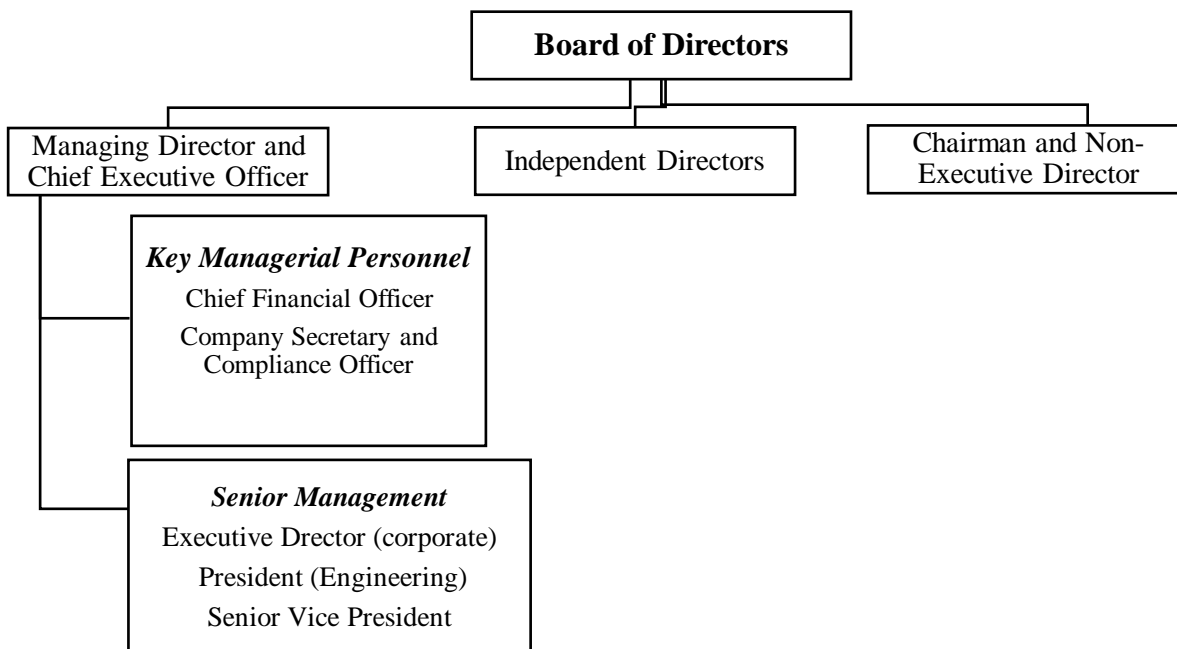 Board of Directors
Managing Director and
Chief Executive Officer
Independent Directors
Chairman and Non-
Executive Director
Key Managerial Personnel
Chief Financial Officer
Company Secretary and
Compliance Officer
Senior Management
Executive Drector (corporate)
President (Engineering)
Senior Vice President